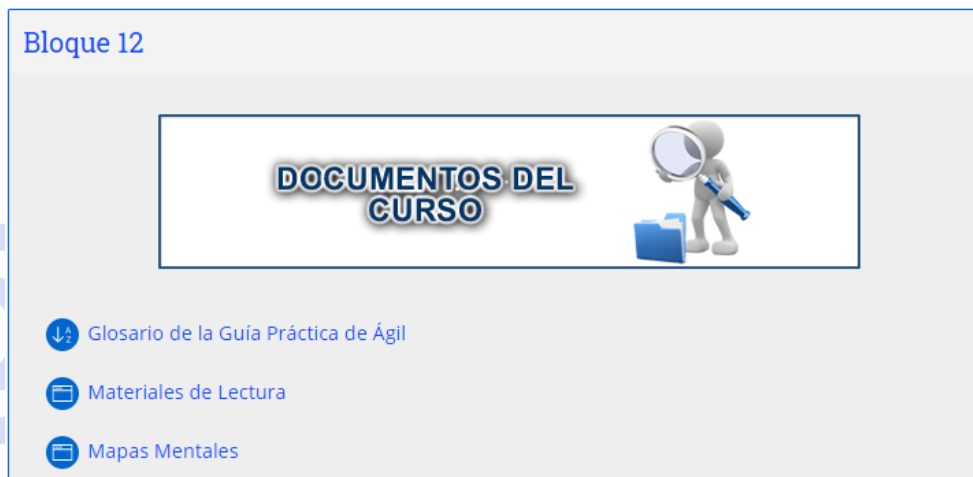 Bloque 12
DOCUMENTOS DEL
CURSO
Glosario de la Guía Práctica de Ágil
Materiales de Lectura
Mapas Mentales